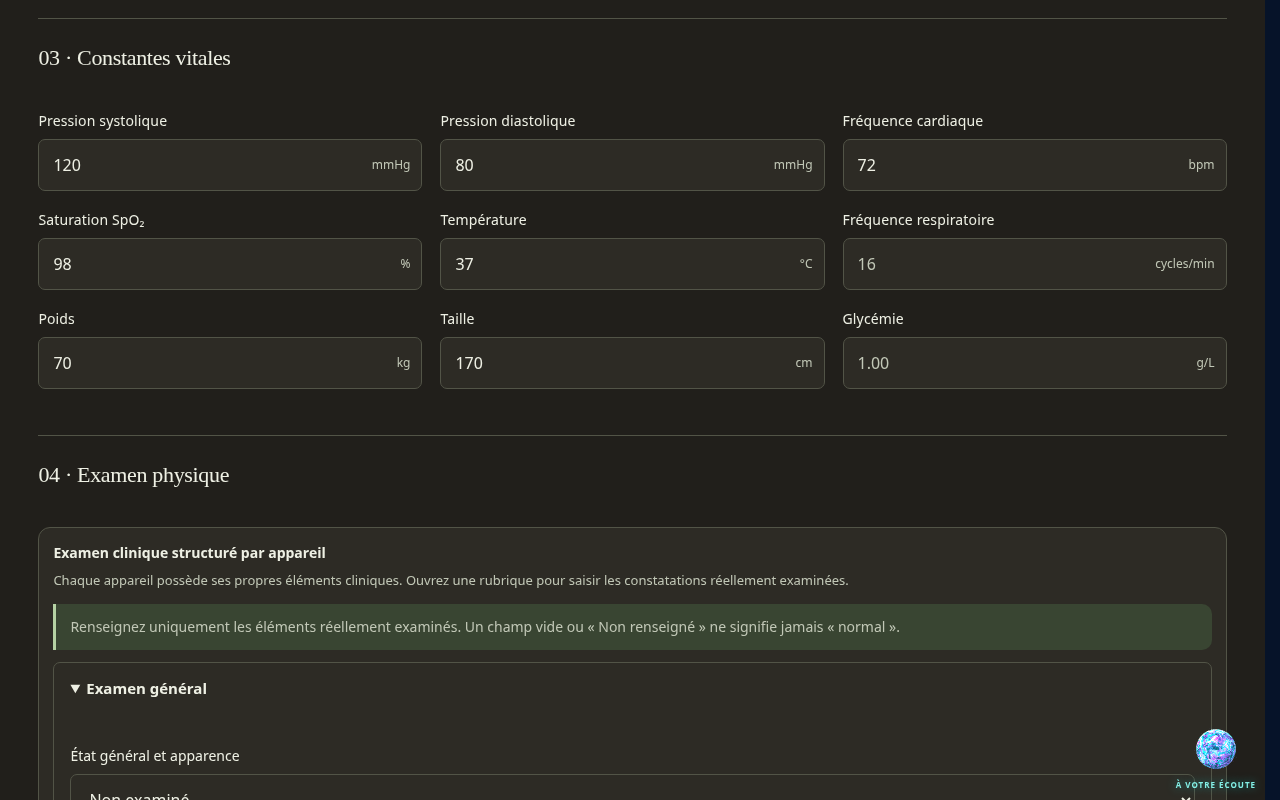 03 · Constantes vitales
Pression systolique
Pression diastolique
Fréquence cardiaque
120 mmHg
80 mmHg
72 bpm
Saturation SpO₂
Température
Fréquence respiratoire
98 %
37 °C
16 cycles/min
Poids
Taille
Glycémie
70 kg
170 cm
1.00 g/L
04 · Examen physique
Examen clinique structuré par appareil
Chaque appareil possède ses propres éléments cliniques. Ouvrez une rubrique pour saisir les constatations réellement examinées.
Renseignez uniquement les éléments réellement examinés. Un champ vide ou « Non renseigné » ne signifie jamais « normal ».
▼ Examen général
État général et apparence
Non examiné
À VOTRE ÉCOUTE